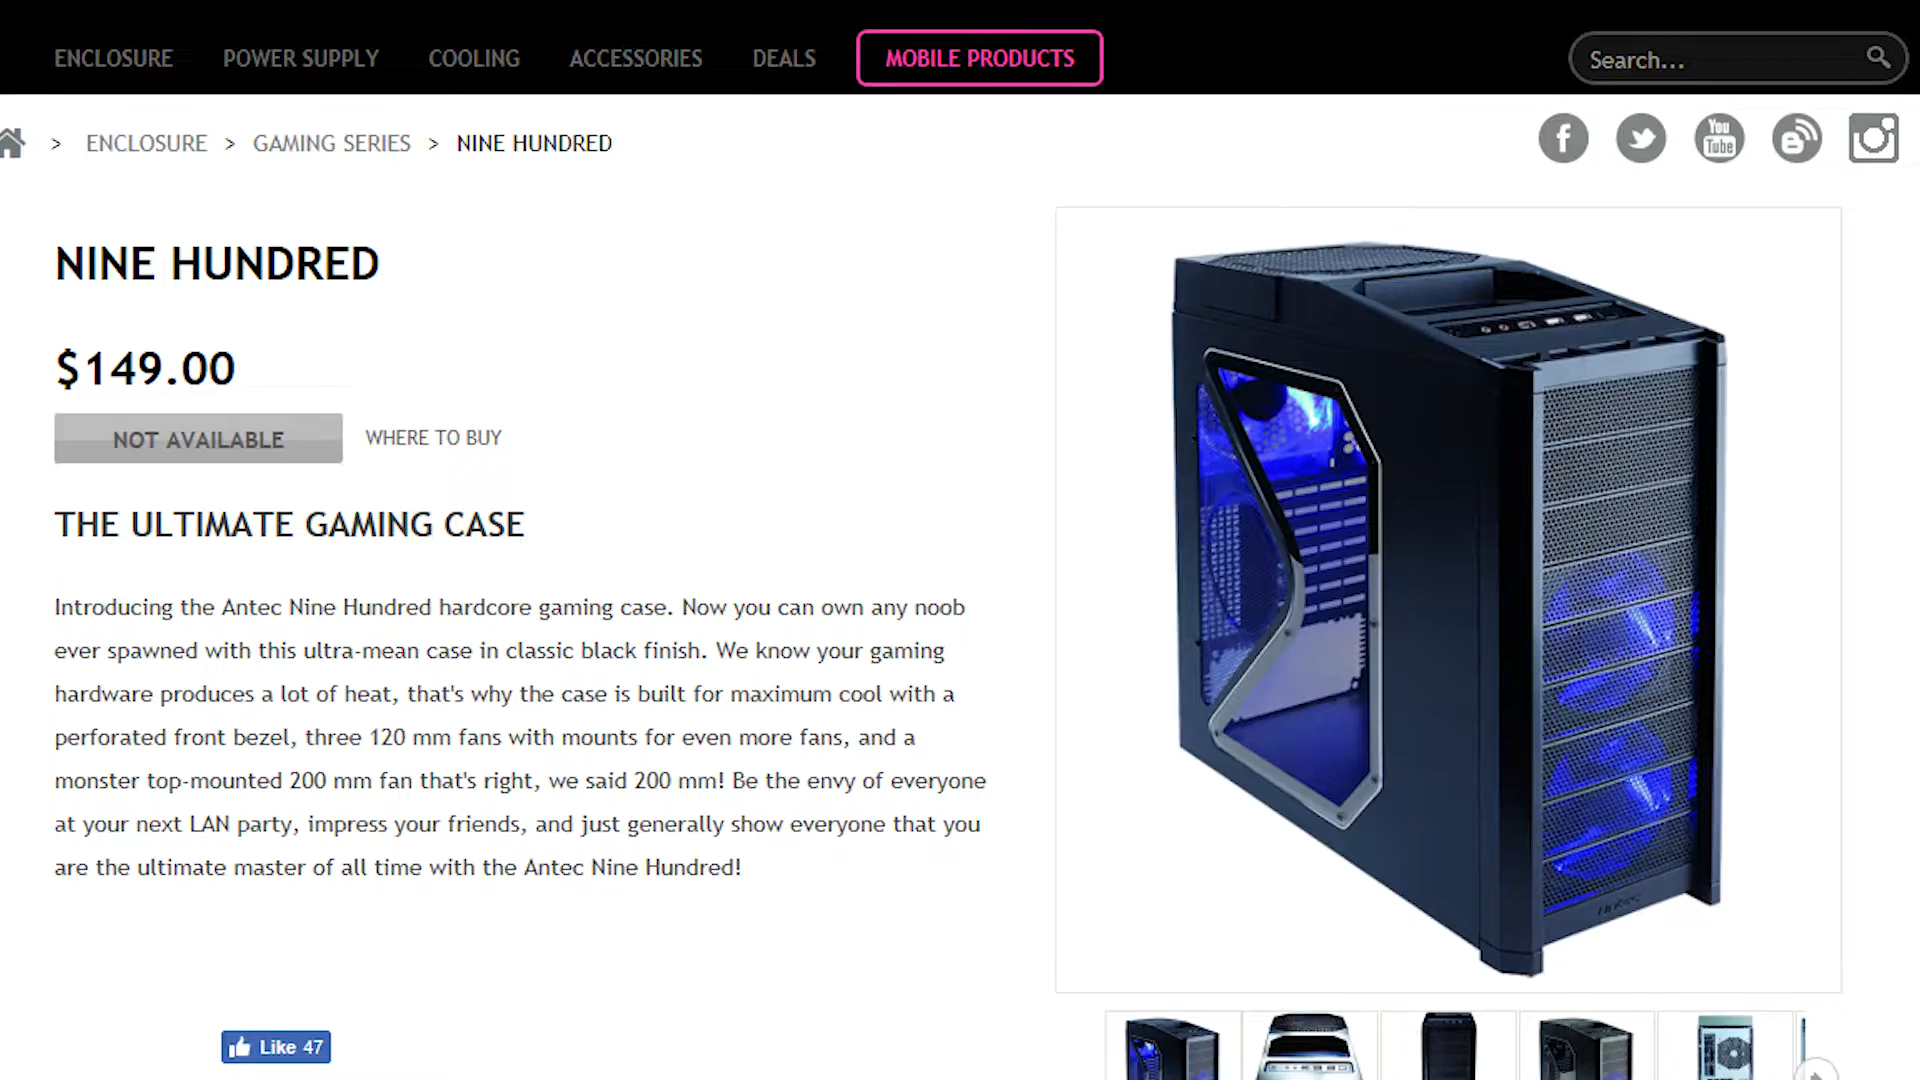 ENCLOSURE POWER SUPPLY COOLING ACCESSORIES DEALS MOBILE PRODUCTS Search...
> ENCLOSURE > GAMING SERIES > NINE HUNDRED
You Tube
NINE HUNDRED
$149.00
NOT AVAILABLE WHERE TO BUY
THE ULTIMATE GAMING CASE
Introducing the Antec Nine Hundred hardcore gaming case. Now you can own any noob
ever spawned with this ultra-mean case in classic black finish. We know your gaming
hardware produces a lot of heat, that's why the case is built for maximum cool with a
perforated front bezel, three 120 mm fans with mounts for even more fans, and a
monster top-mounted 200 mm fan that's right, we said 200 mm! Be the envy of everyone
at your next LAN party, impress your friends, and just generally show everyone that you
are the ultimate master of all time with the Antec Nine Hundred!
Antec
Like 47